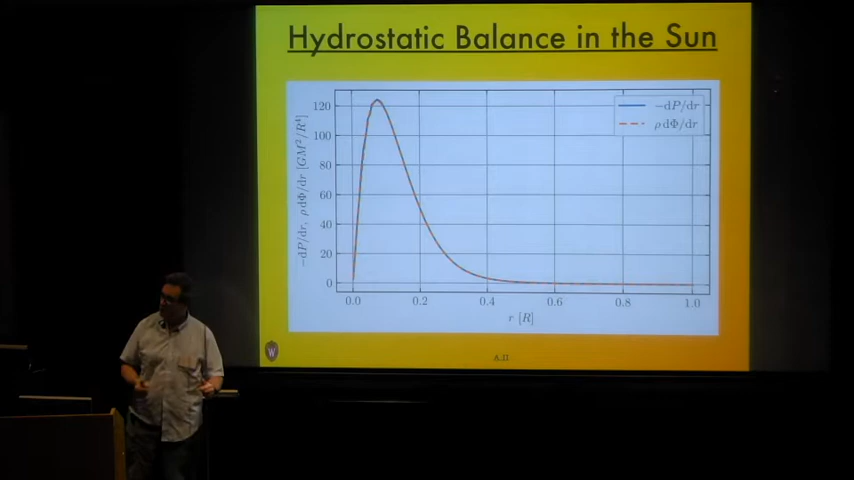 Hydrostatic Balance in the Sun
−dP/dr, ρ dΦ/dr [GM²/R⁴]
120
100
80
60
40
20
0
−dP/dr
ρ dΦ/dr
0.0 0.2 0.4 0.6 0.8 1.0
r [R]
W